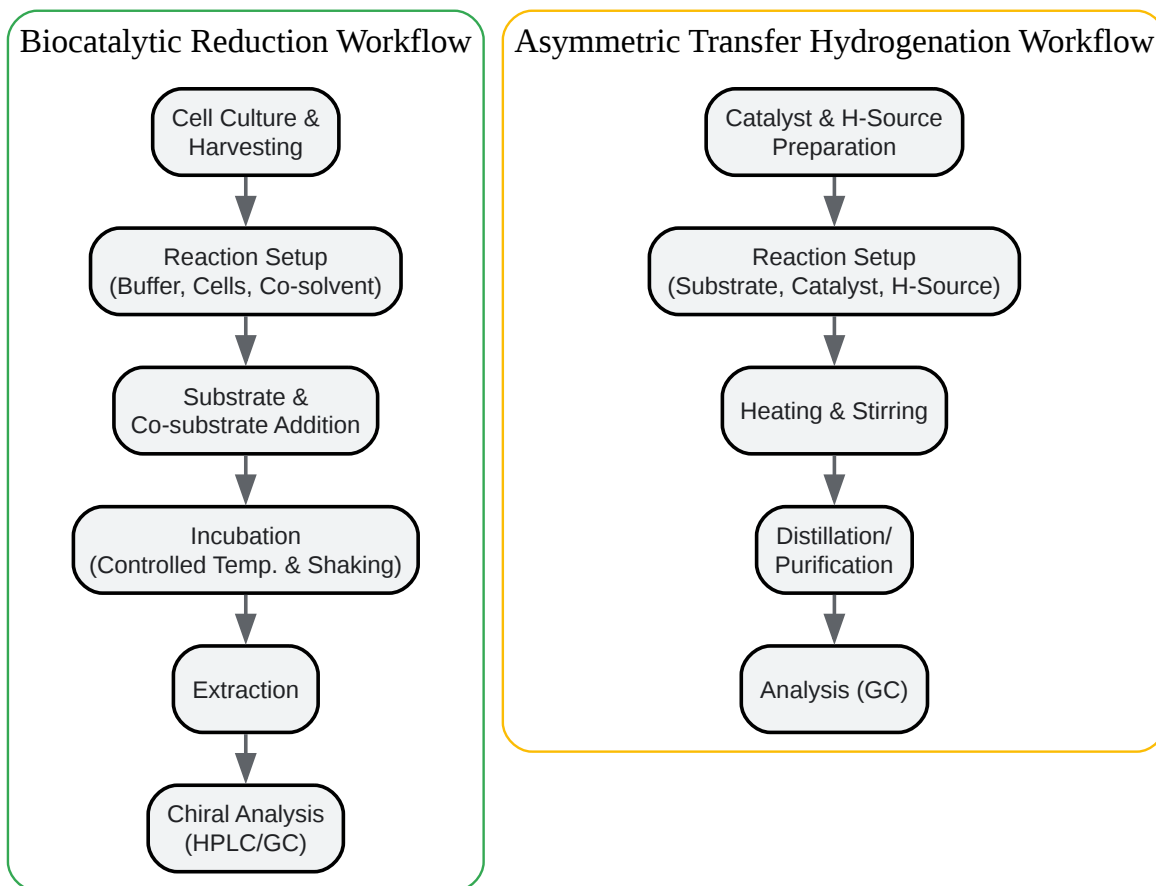 Biocatalytic Reduction Workflow
Cell Culture &
Harvesting
Reaction Setup
(Buffer, Cells, Co-solvent)
Substrate &
Co-substrate Addition
Incubation
(Controlled Temp. & Shaking)
Extraction
Chiral Analysis
(HPLC/GC)
Asymmetric Transfer Hydrogenation Workflow
Catalyst & H-Source
Preparation
Reaction Setup
(Substrate, Catalyst, H-Source)
Heating & Stirring
Distillation/
Purification
Analysis (GC)